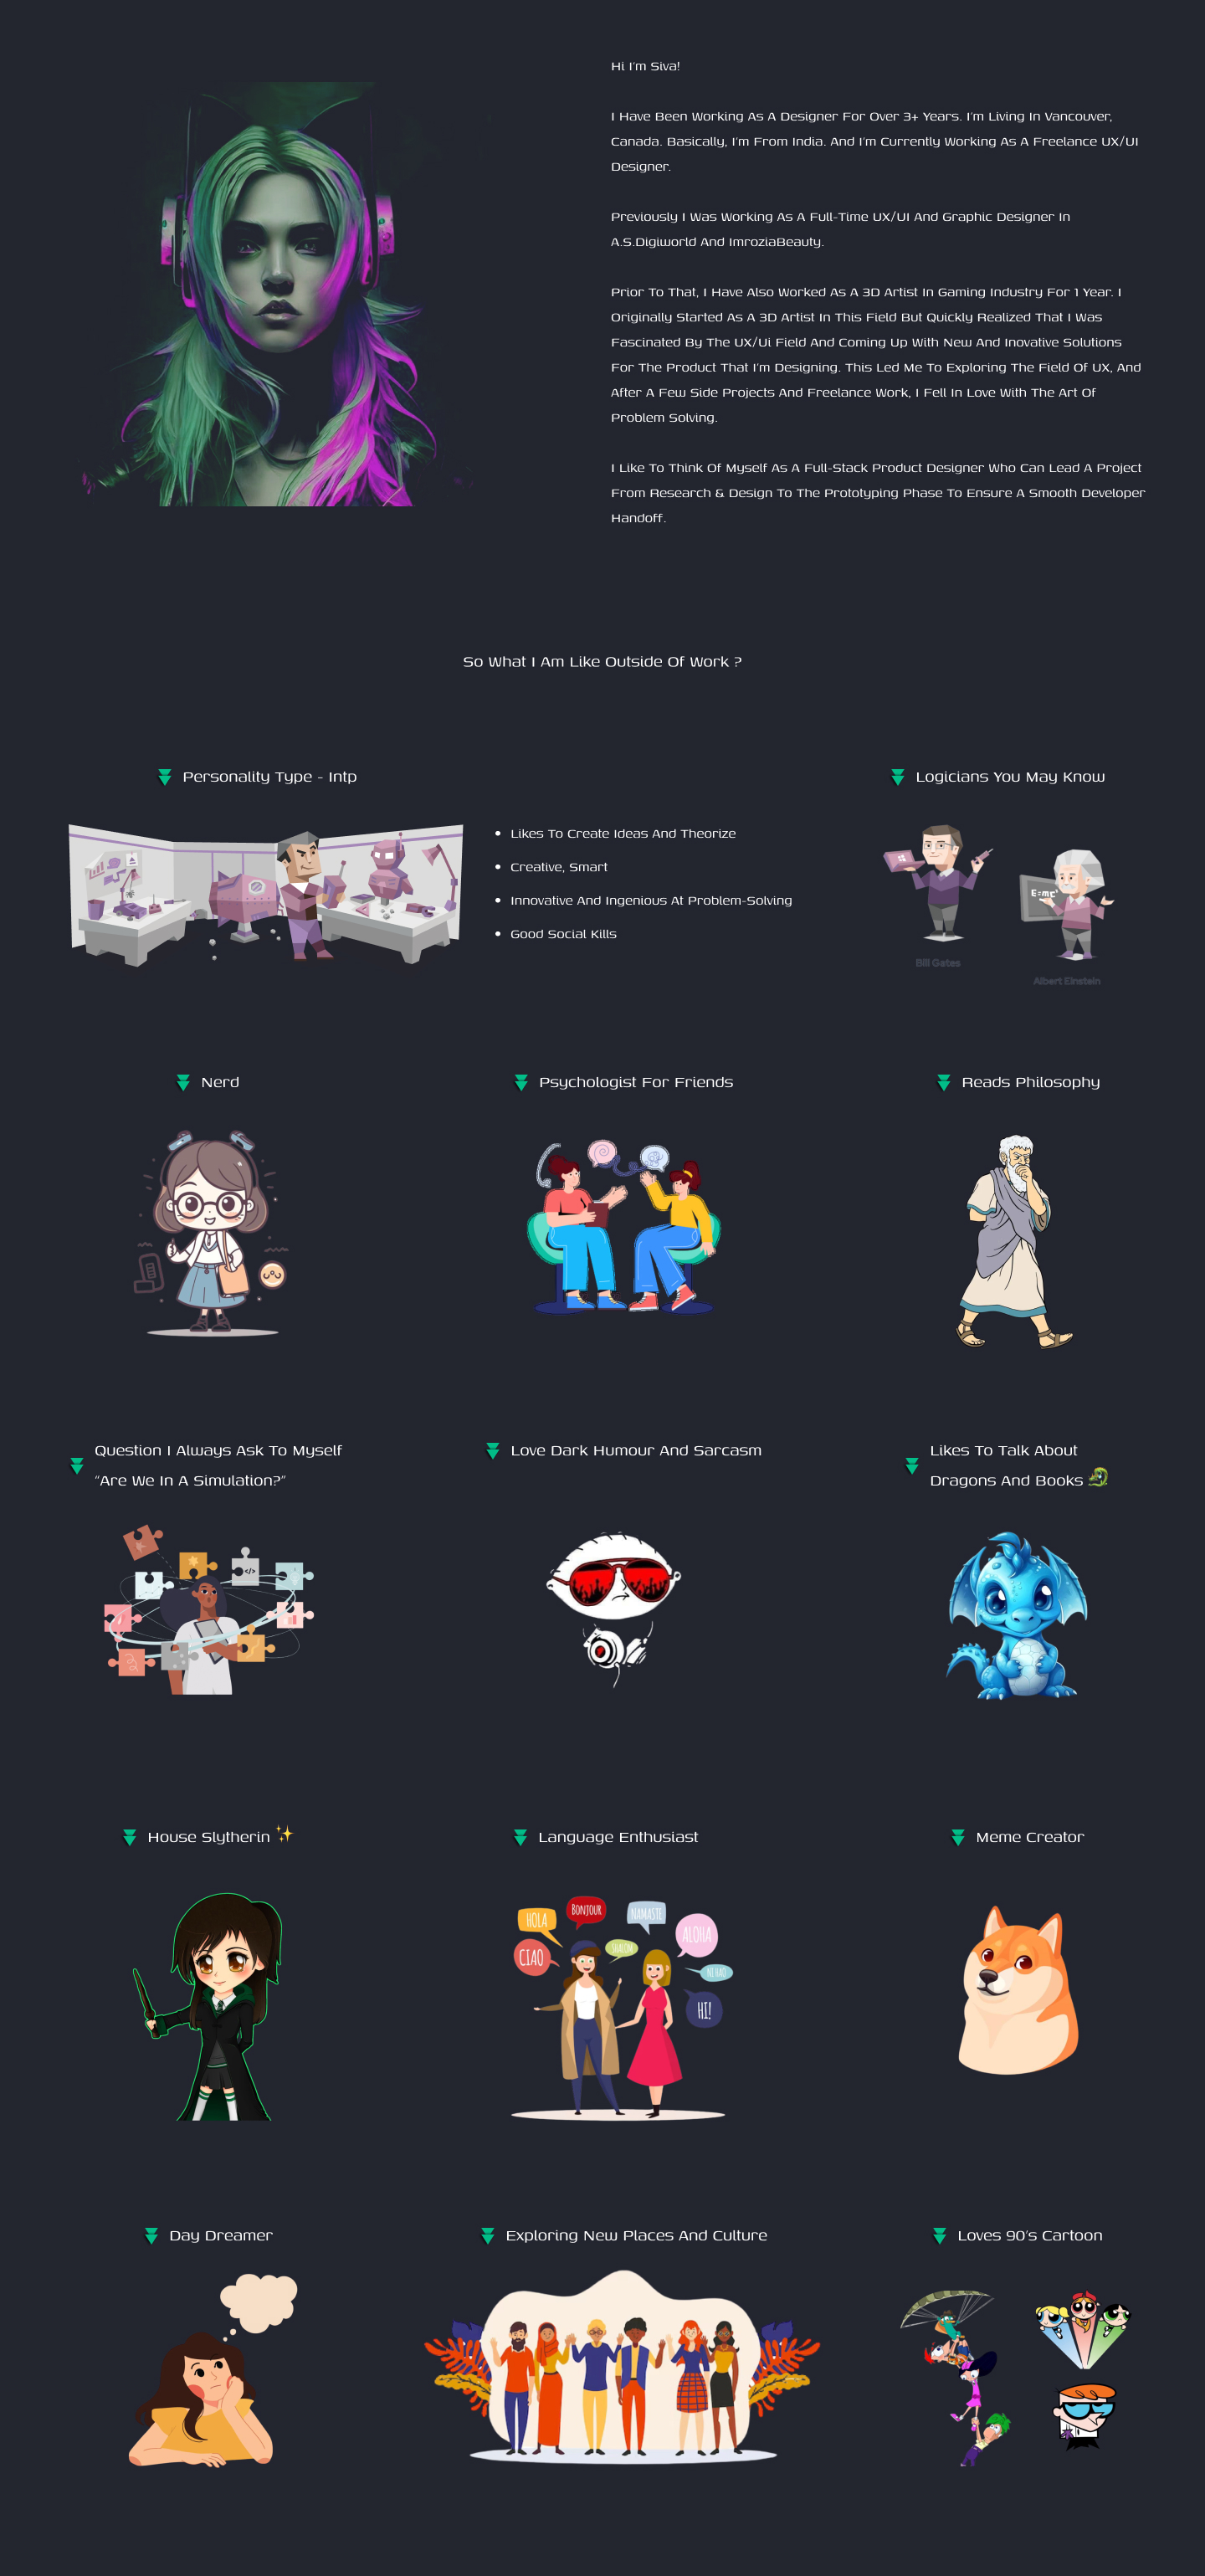 Hi I'm Siva!
I Have Been Working As A Designer For Over 3+ Years. I'm Living In Vancouver,
Canada. Basically, I'm From India. And I'm Currently Working As A Freelance UX/UI
Designer.
Previously I Was Working As A Full-Time UX/UI And Graphic Designer In
A.S.Digiworld And ImroziaBeauty.
Prior To That, I Have Also Worked As A 3D Artist In Gaming Industry For 1 Year. I
Originally Started As A 3D Artist In This Field But Quickly Realized That I Was
Fascinated By The UX/Ui Field And Coming Up With New And Inovative Solutions
For The Product That I'm Designing. This Led Me To Exploring The Field Of UX, And
After A Few Side Projects And Freelance Work, I Fell In Love With The Art Of
Problem Solving.
I Like To Think Of Myself As A Full-Stack Product Designer Who Can Lead A Project
From Research & Design To The Prototyping Phase To Ensure A Smooth Developer
Handoff.
So What I Am Like Outside Of Work ?
Personality Type - Intp
Likes To Create Ideas And Theorize
Creative, Smart
Innovative And Ingenious At Problem-Solving
Good Social Kills
Logicians You May Know
E=mc²
Bill Gates
Albert Einstein
Nerd
Psychologist For Friends
Reads Philosophy
Question I Always Ask To Myself
"Are We In A Simulation?"
</>
Love Dark Humour And Sarcasm
Likes To Talk About
Dragons And Books 🐉
House Slytherin ✨
Language Enthusiast
HOLA
BONJOUR
NAMASTE
ALOHA
CIAO
SHALOM
NI HAO
HI!
Meme Creator
Day Dreamer
Exploring New Places And Culture
Loves 90's Cartoon